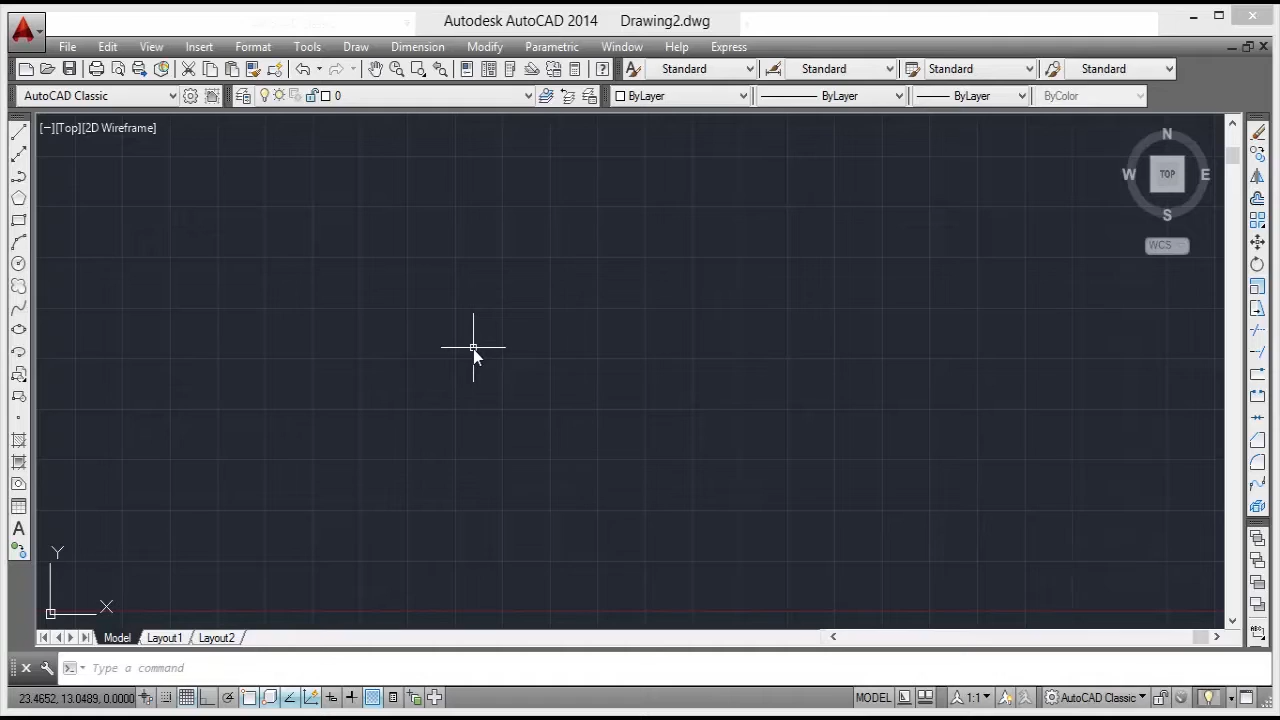 Autodesk AutoCAD 2014 Drawing2.dwg
File Edit View Insert Format Tools Draw Dimension Modify Parametric Window Help Express
Standard Standard Standard Standard
AutoCAD Classic 0 ByLayer ByLayer ByLayer ByColor
[−][Top][2D Wireframe]
N
W TOP E
S
WCS
A
Y
X
Model Layout1 Layout2
Type a command
23.4652, 13.0489, 0.0000 MODEL 1:1 AutoCAD Classic